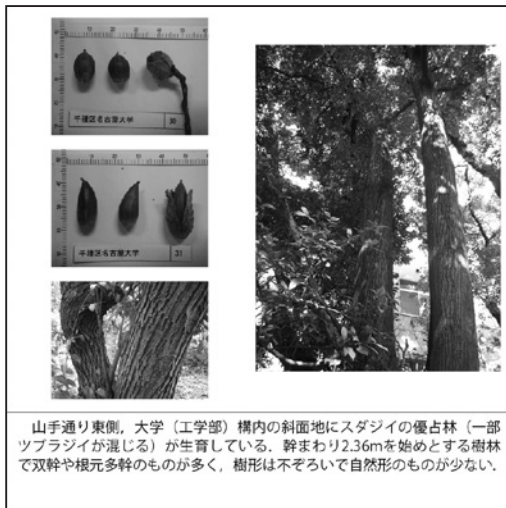 千種区名古屋大学 30
千種区名古屋大学 31
山手通り東側，大学（工学部）構内の斜面地にスダジイの優占林（一部
ツブラジイが混じる）が生育している．幹まわり2.36mを始めとする樹林
で双幹や根元多幹のものが多く，樹形は不ぞろいで自然形のものが少ない．